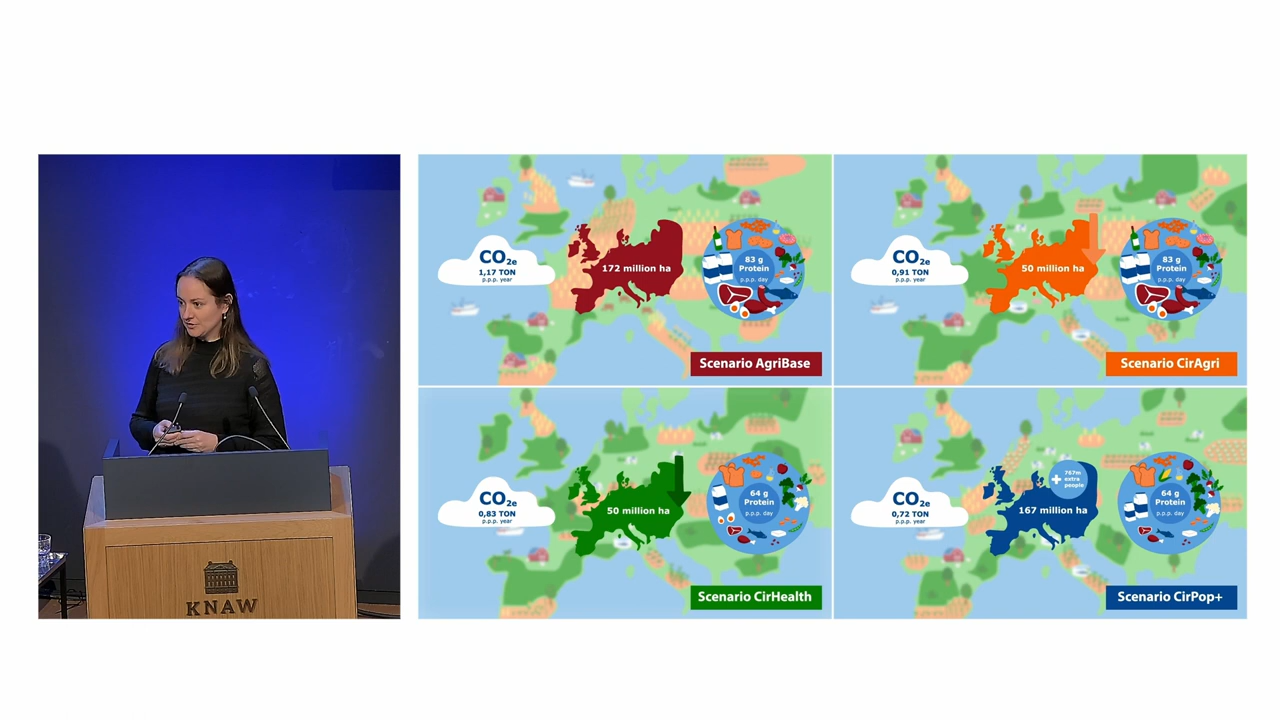 KNAW
CO2e
1,17 TON
p.p.p. year
172 million ha
83 g
Protein
p.p.p. day
Scenario AgriBase
CO2e
0,91 TON
p.p.p. year
50 million ha
83 g
Protein
p.p.p. day
Scenario CirAgri
CO2e
0,83 TON
p.p.p. year
50 million ha
64 g
Protein
p.p.p. day
Scenario CirHealth
CO2e
0,72 TON
p.p.p. year
+ 767m
extra
people
167 million ha
64 g
Protein
p.p.p. day
Scenario CirPop+